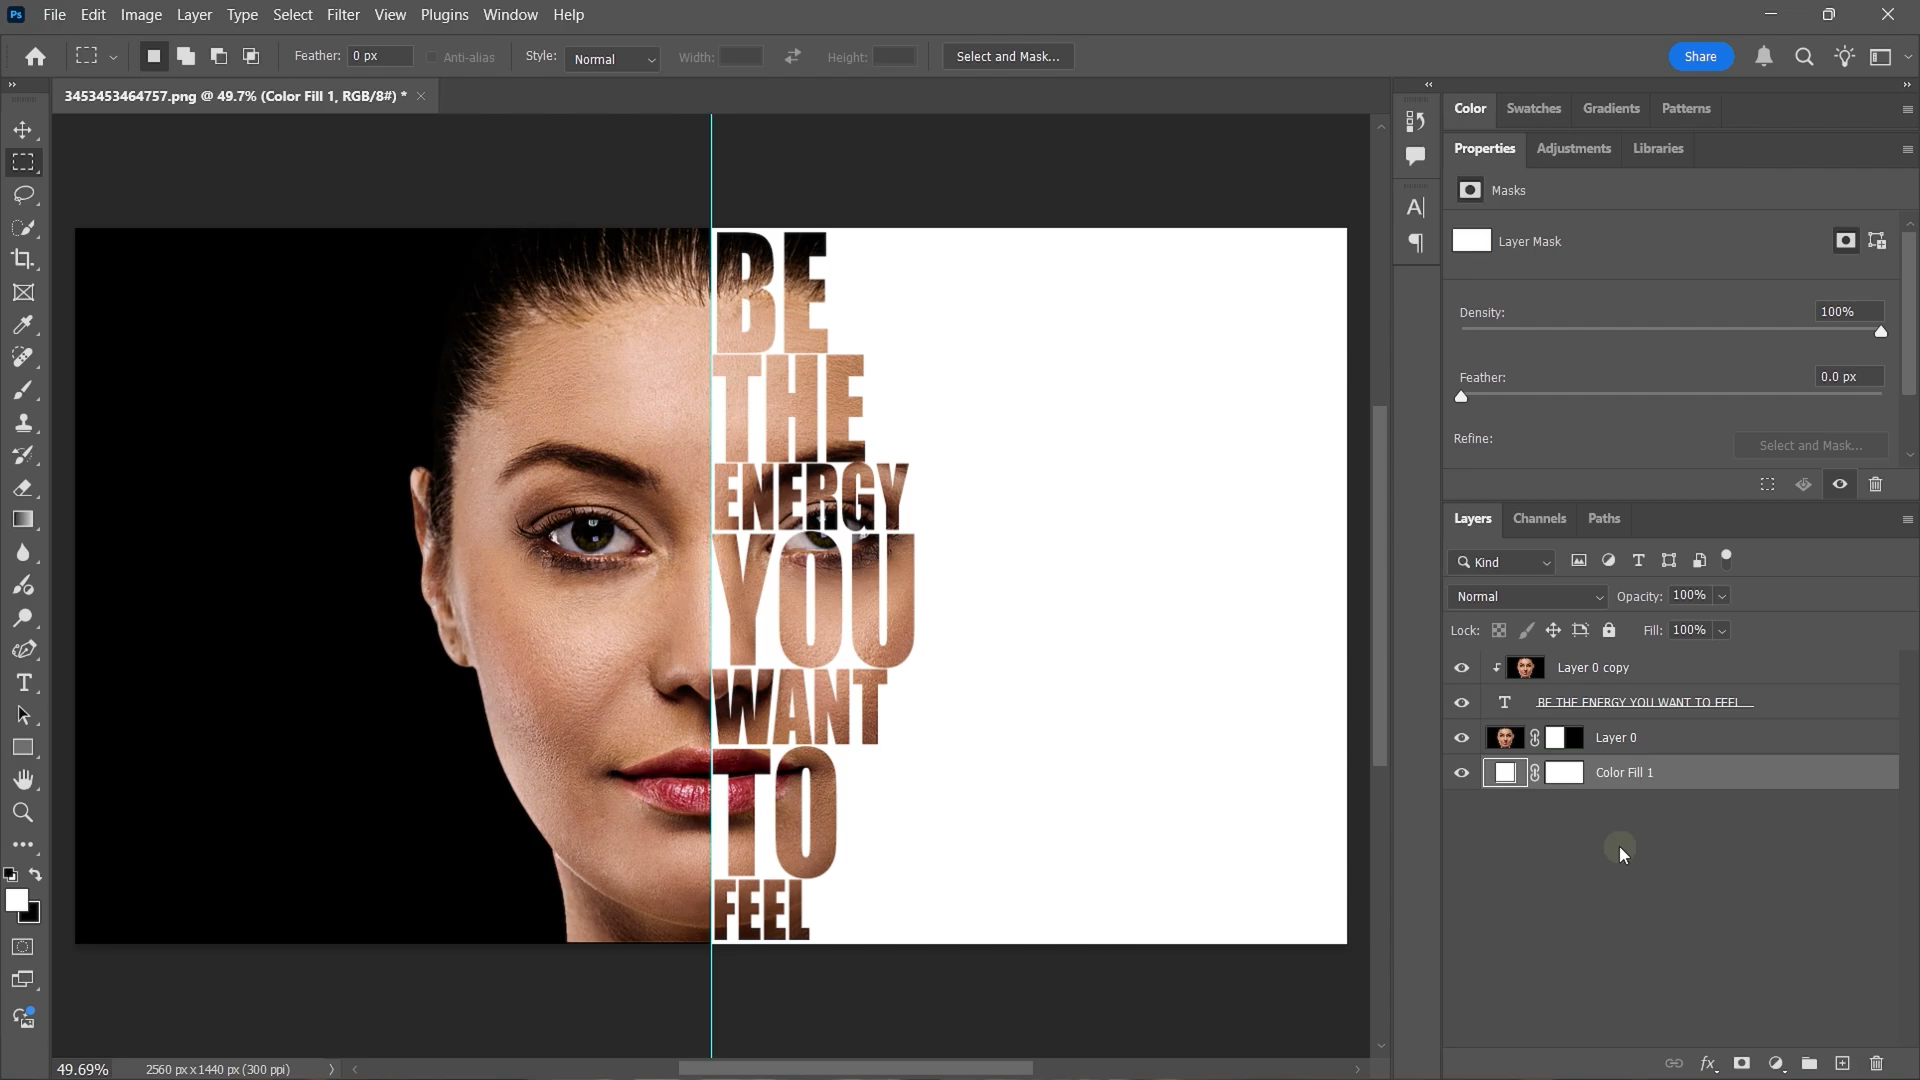 Ps File Edit Image Layer Type Select Filter View Plugins Window Help
Feather: 0 px Anti-alias Style: Normal Width: Height: Select and Mask... Share
3453453464757.png @ 49.7% (Color Fill 1, RGB/8#) *
Color Swatches Gradients Patterns
Properties Adjustments Libraries
Masks
Layer Mask
Density: 100%
Feather: 0.0 px
Refine: Select and Mask...
Layers Channels Paths
Kind
Normal Opacity: 100%
Lock: Fill: 100%
Layer 0 copy
BE THE ENERGY YOU WANT TO FEEL
Layer 0
Color Fill 1
BE
THE
ENERGY
YOU
WANT
TO
FEEL
49.69% 2560 px x 1440 px (300 ppi)